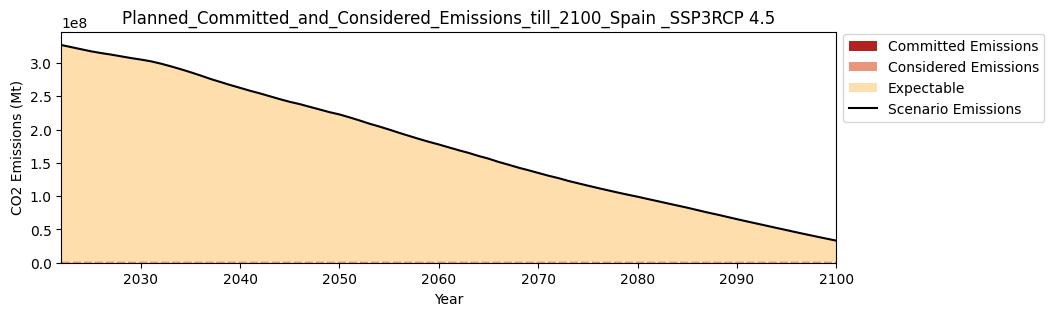 Planned_Committed_and_Considered_Emissions_till_2100_Spain _SSP3RCP 4.5
1e8
3.0
2.5
2.0
1.5
1.0
0.5
0.0
CO2 Emissions (Mt)
2030 2040 2050 2060 2070 2080 2090 2100
Year
Committed Emissions
Considered Emissions
Expectable
Scenario Emissions